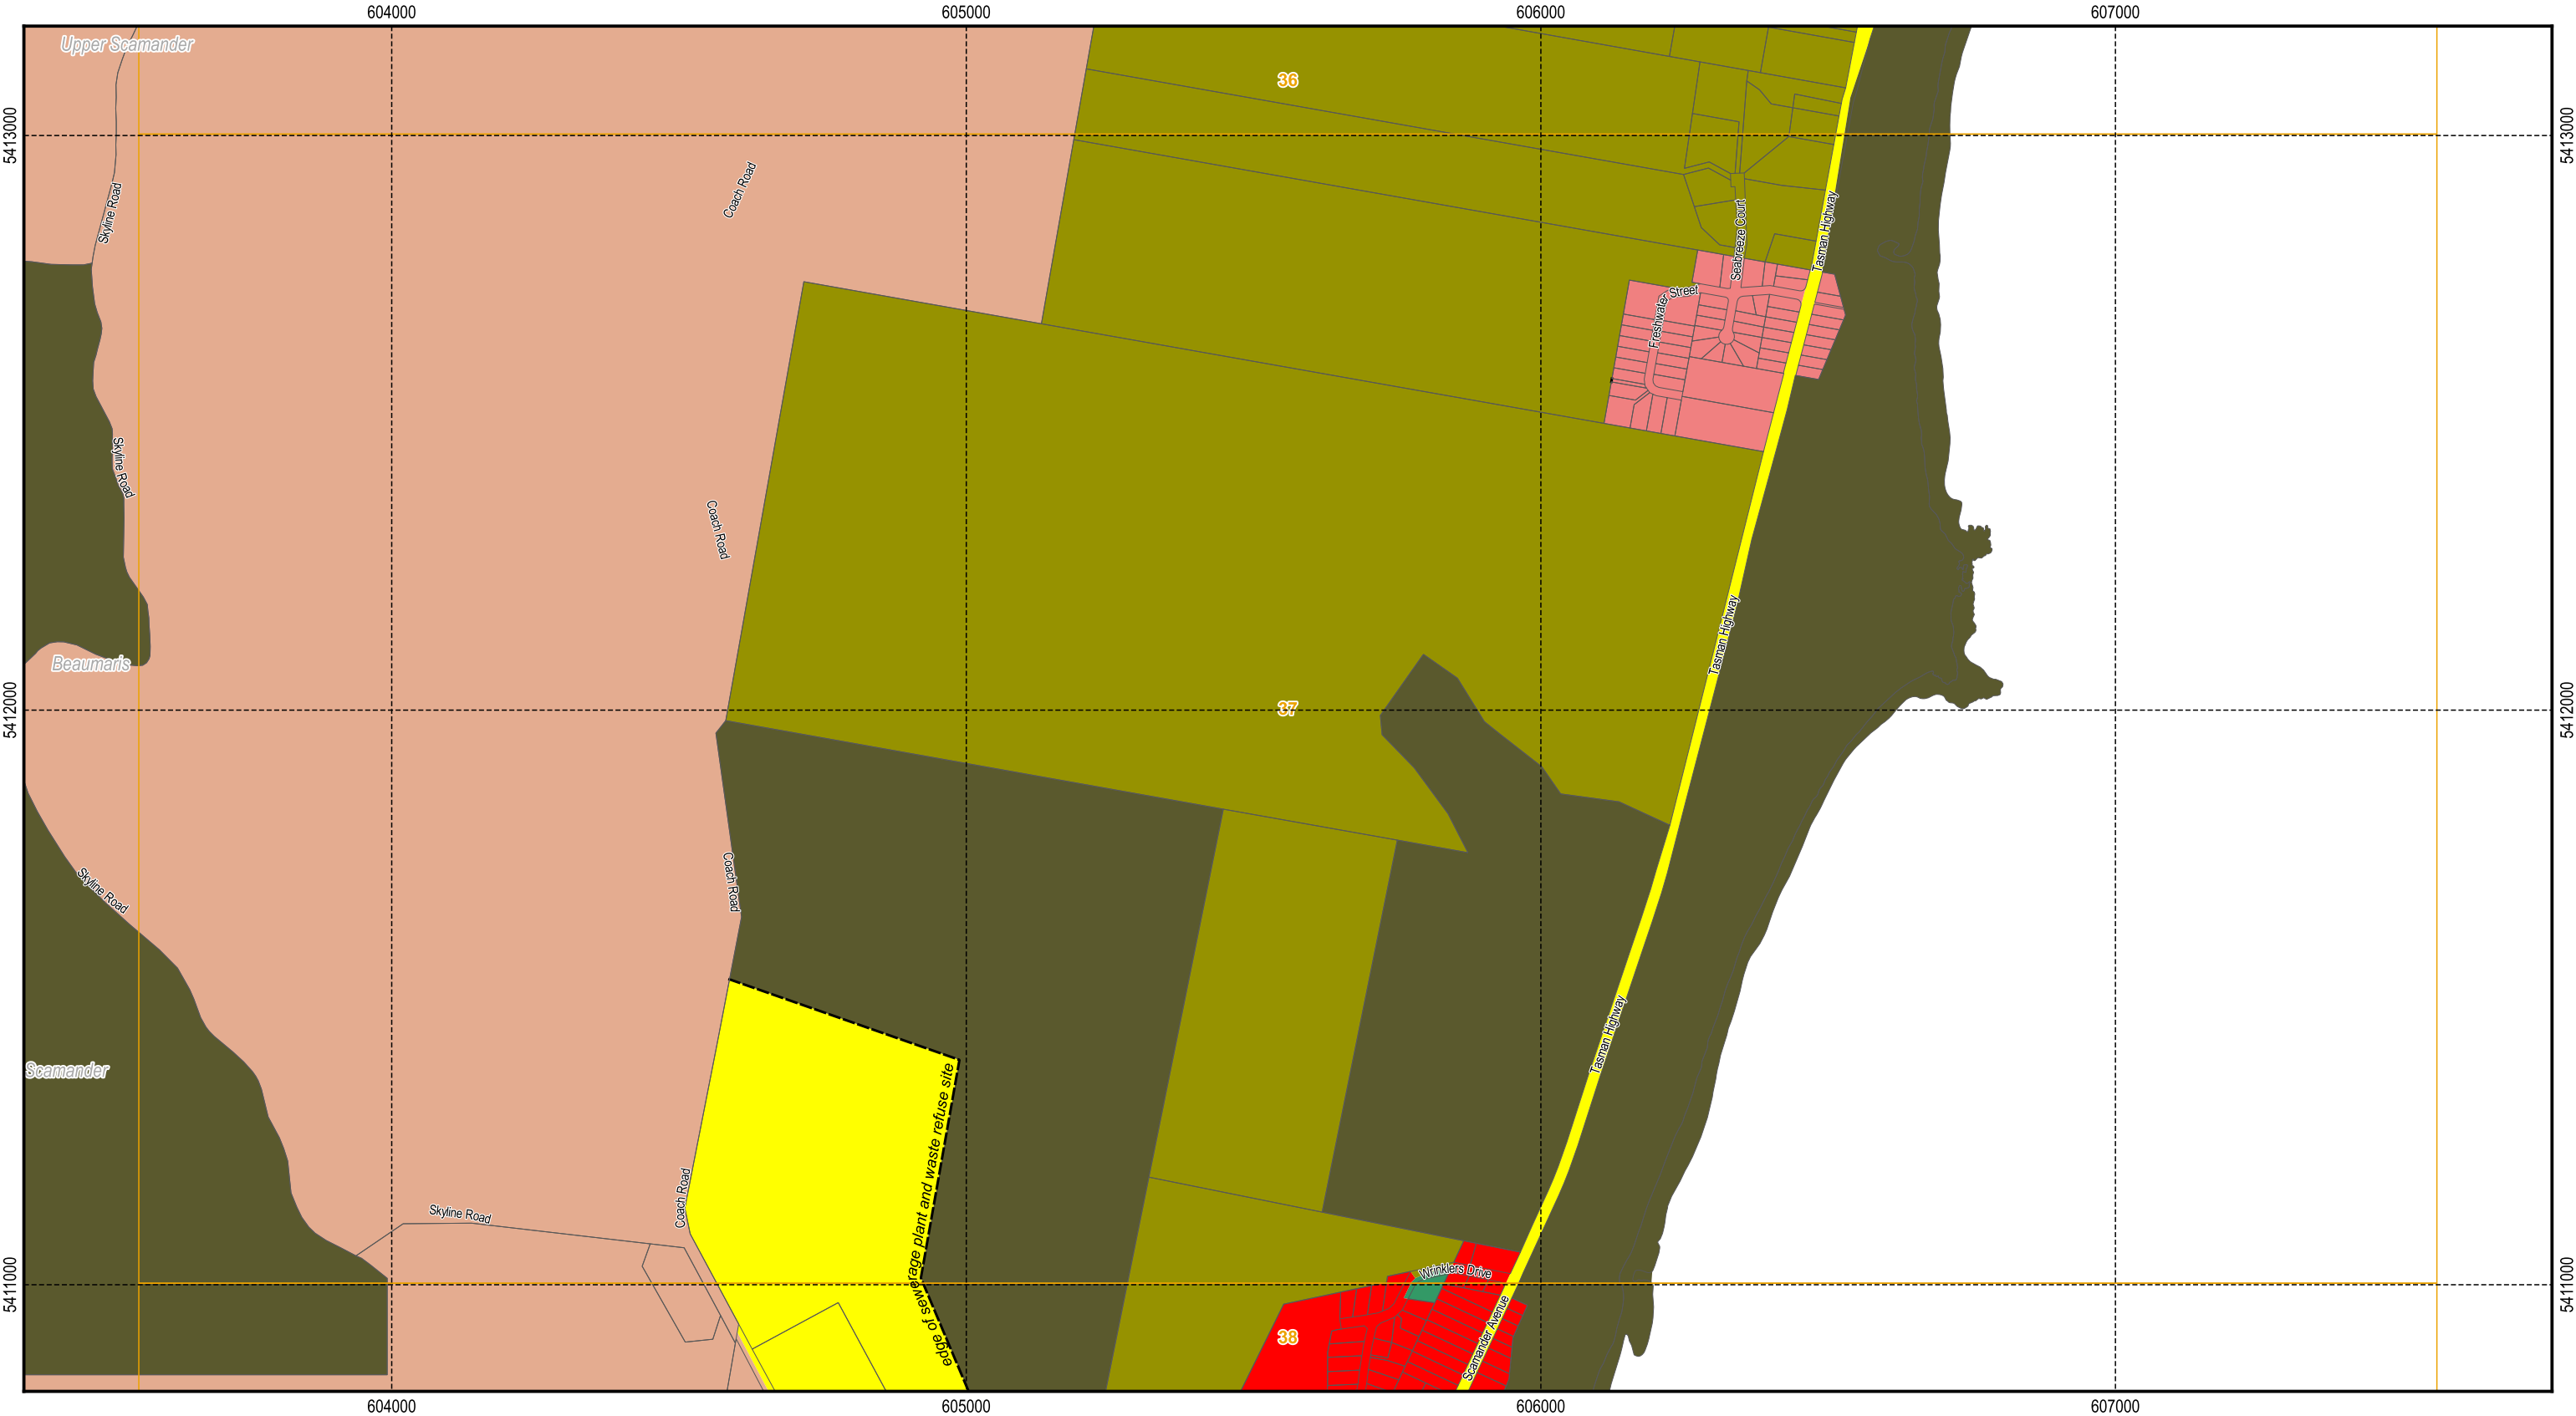 604000
605000
606000
607000
Upper Scamander
36
5413000
5413000
Coach Road
Skyline Road
Seabreeze Court
Tasman Highway
Freshwater Street
Skyline Road
Coach Road
Tasman Highway
Beaumaris
5412000
37
5412000
Coach Road
Skyline Road
Tasman Highway
Scamander
edge of sewerage plant and waste refuse site
Coach Road
Skyline Road
Wrinklers Drive
5411000
5411000
38
Scamander Avenue
604000
605000
606000
607000